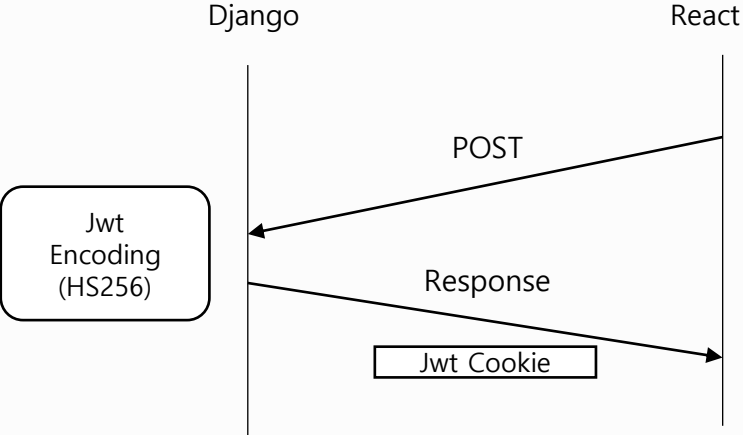 Django
React
POST
Jwt
Encoding
(HS256)
Response
Jwt Cookie